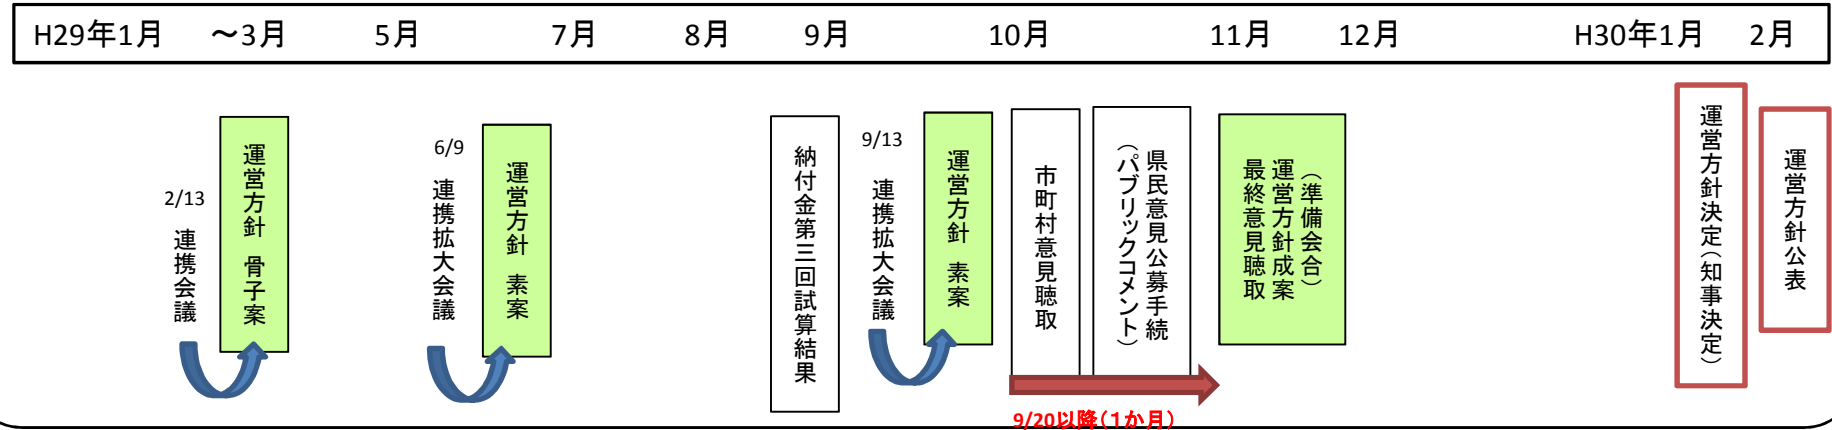 H29年1月 ～3月 5月 7月 8月 9月 10月 11月 12月 H30年1月 2月
2/13
連携会議
運営方針 骨子案
6/9
連携拡大会議
運営方針 素案
納付金第三回試算結果
9/13
連携拡大会議
運営方針 素案
市町村意見聴取
県民意見公募手続
（パブリックコメント）
（準備会合）
運営方針成案
最終意見聴取
運営方針決定（知事決定）
運営方針公表
9/20以降（1か月）